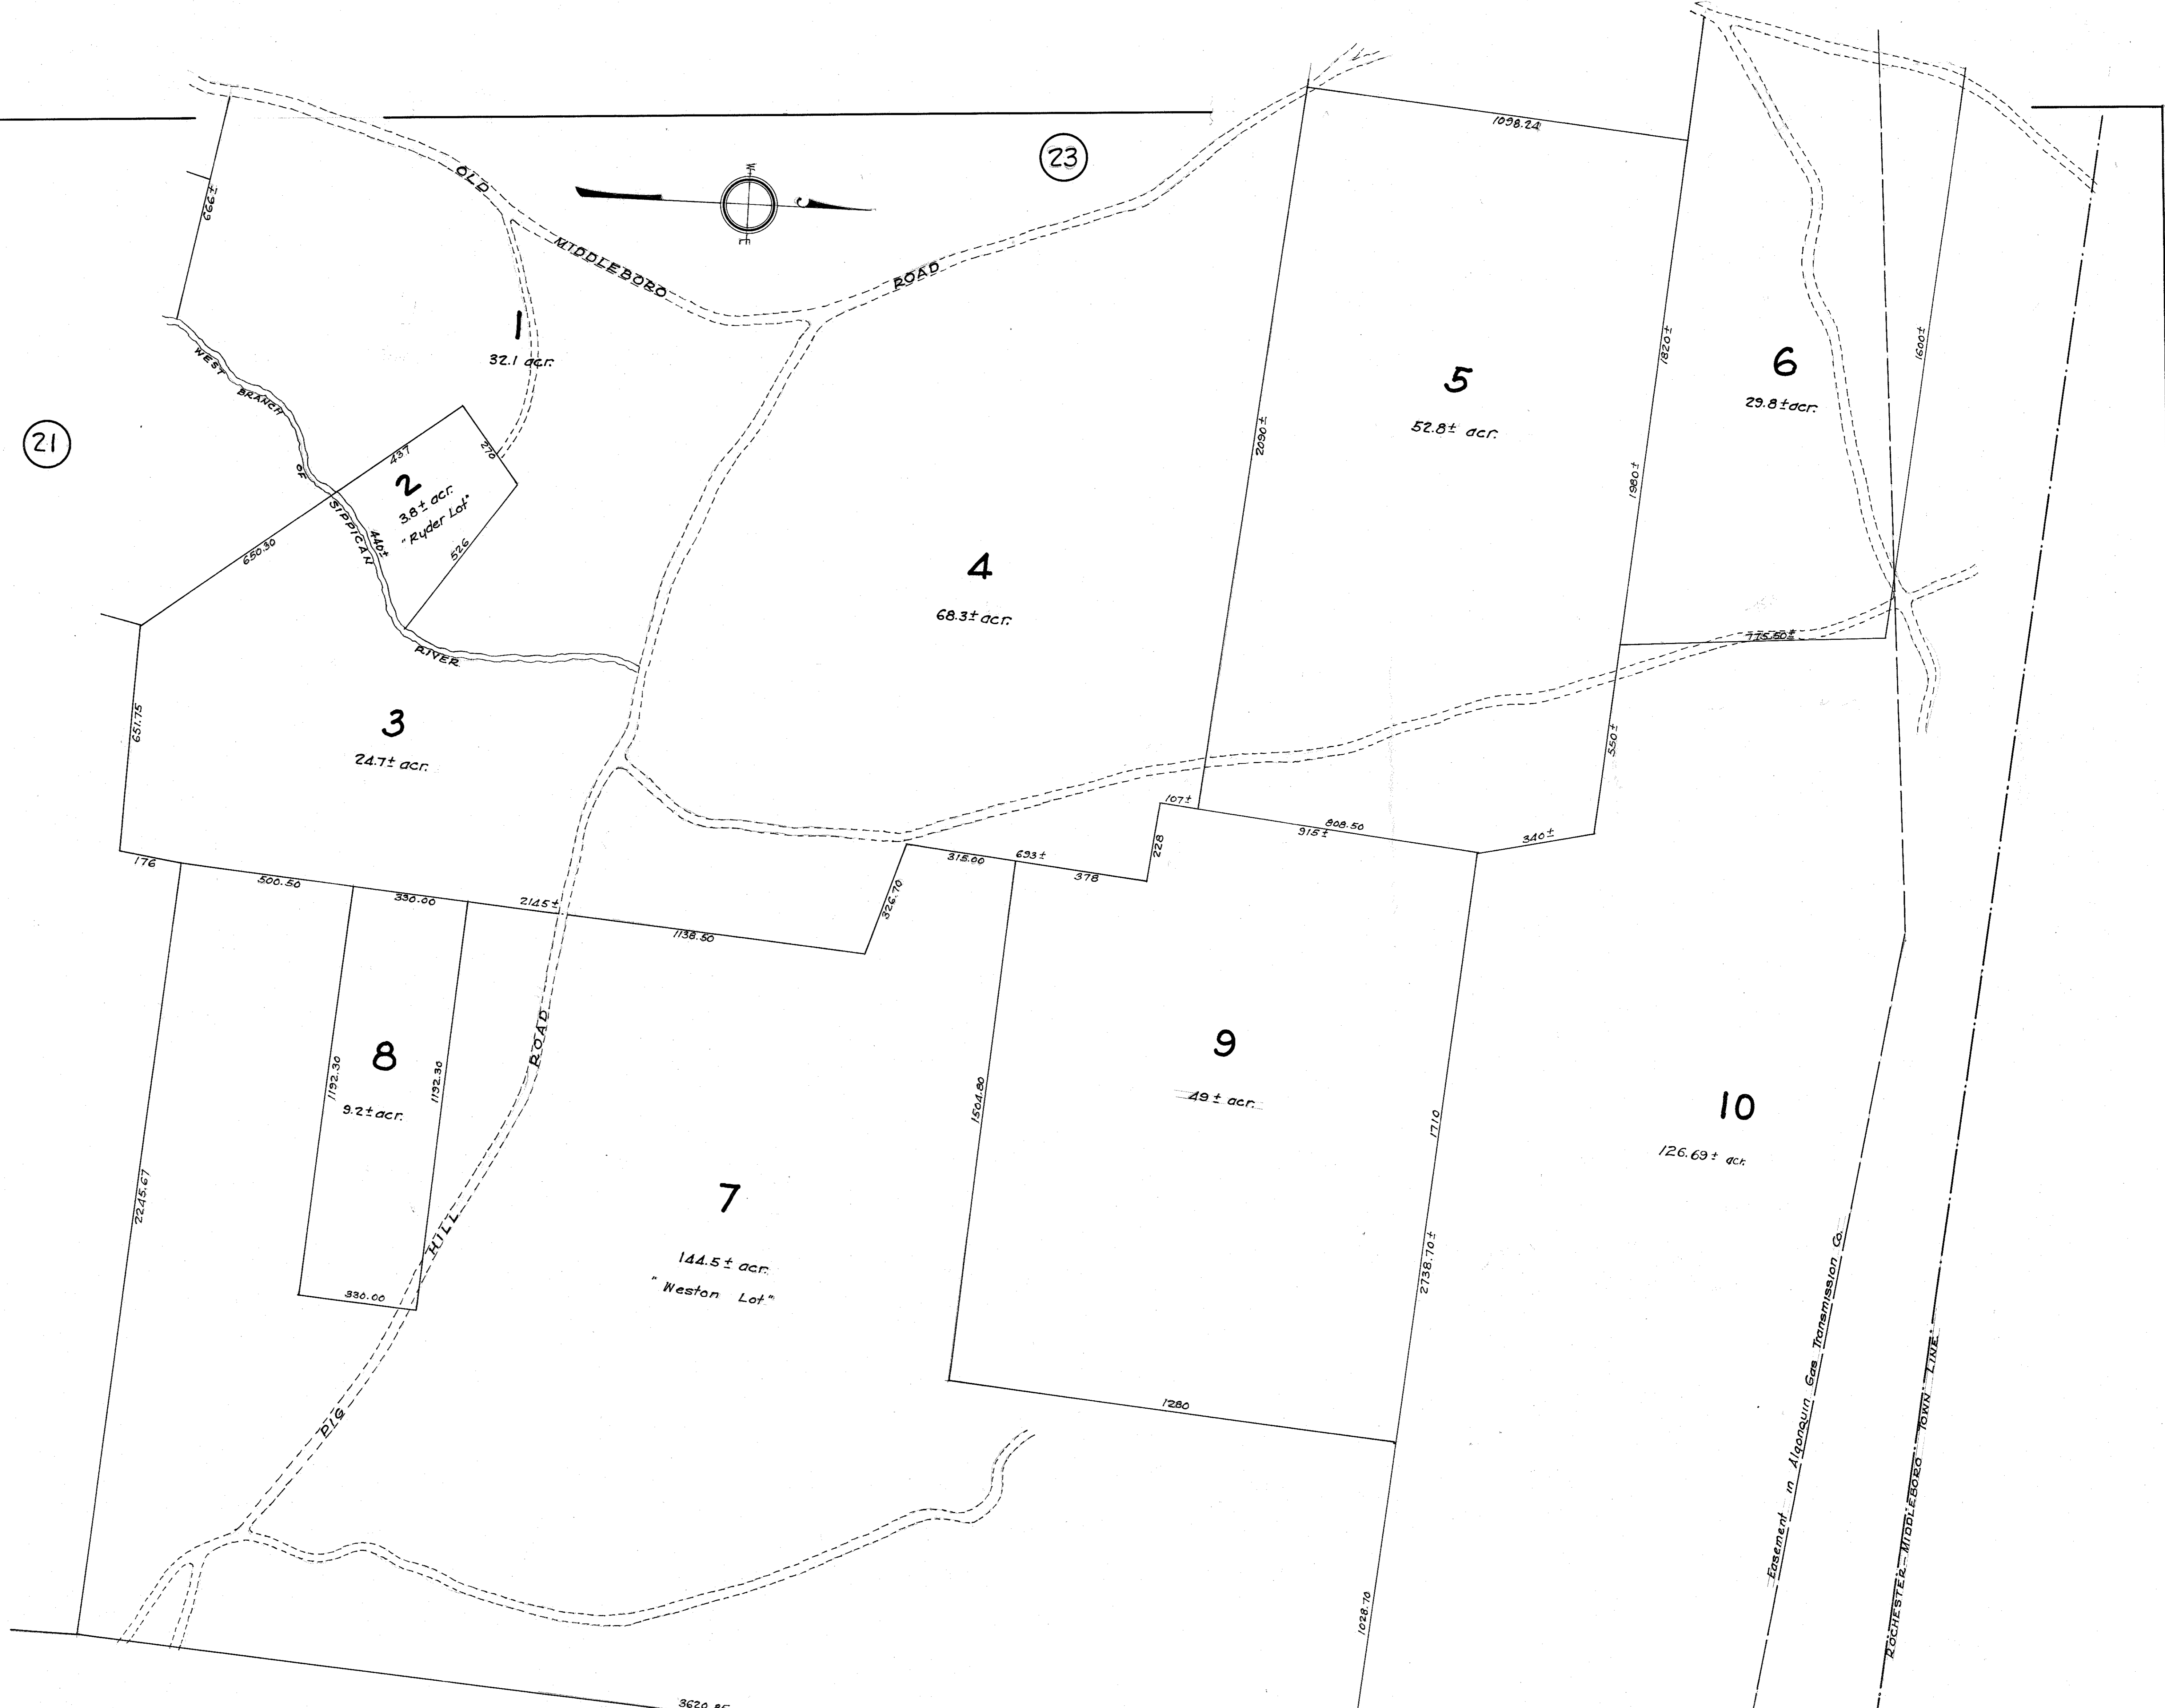 1098.24
23
W
E
OLD
MIDDLEBORO
ROAD
666±
1
32.1 acr.
WEST
BRANCH
OF
SIPPICAN
RIVER
21
437
270
2
3.8± acr.
"Ryder Lot"
440±
526
650.30
4
68.3± acr.
2090±
5
52.8± acr.
1820±
1980±
6
29.8± acr.
1600±
775.50±
550±
3
24.7± acr.
651.75
176
500.50
330.00
2145±
1138.50
326.70
315.00
693±
378
228
107±
808.50
915±
340±
8
9.2± acr.
1192.30
1192.30
330.00
2245.67
PIG
HILL
ROAD
7
144.5± acr.
"Weston Lot"
1504.80
9
49± acr.
1280
1710
2738.70±
1028.70
10
126.69± acr.
Easement in Algonquin Gas Transmission Co.
ROCHESTER-MIDDLEBORO TOWN LINE